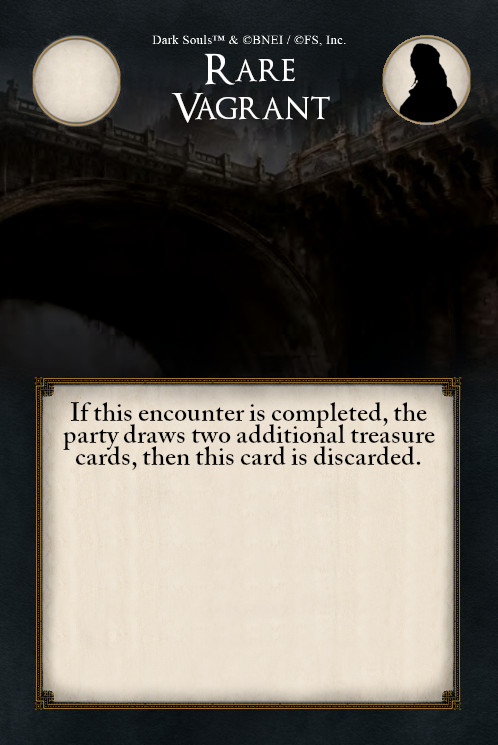 Dark Souls™ & ©BNEI / ©FS, Inc.
Rare
Vagrant
If this encounter is completed, the
party draws two additional treasure
cards, then this card is discarded.